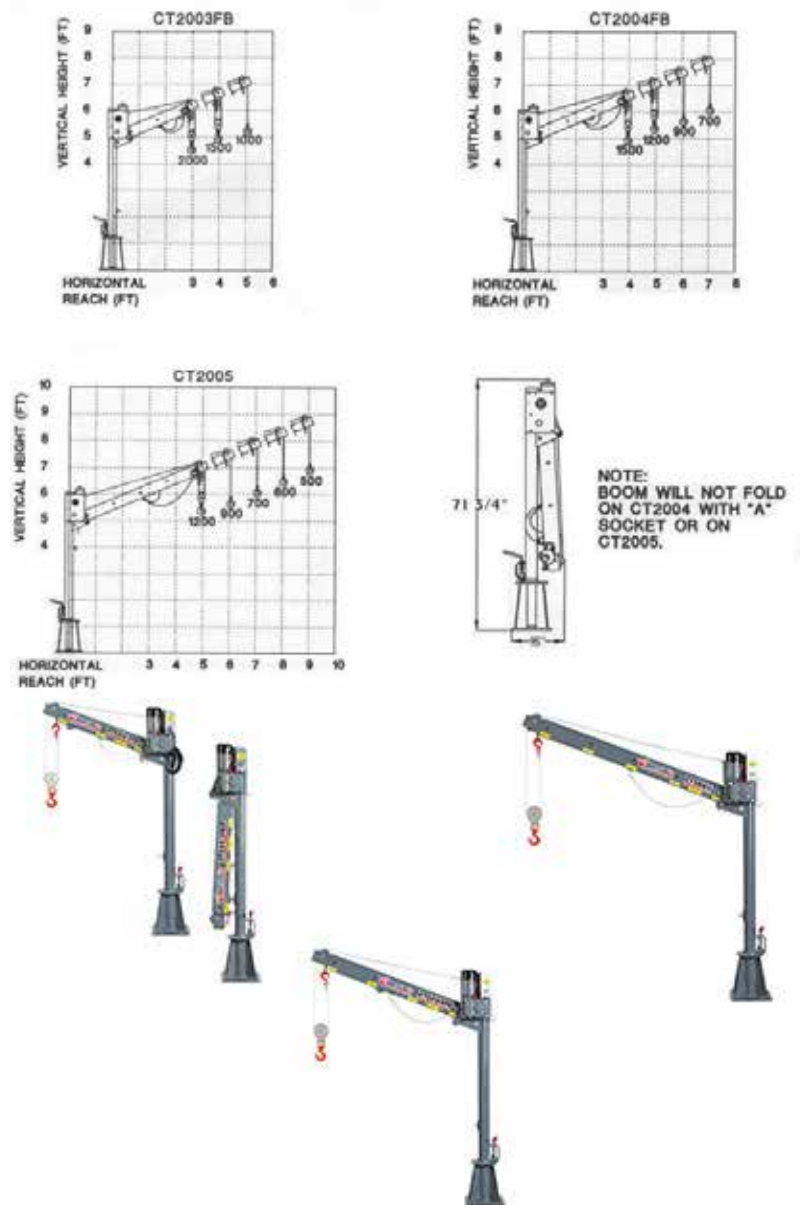 CT2003FB
VERTICAL HEIGHT (FT)
9
8
7
6
5
4
2000
1500
1000
HORIZONTAL
REACH (FT)
3 4 5 6
CT2004FB
VERTICAL HEIGHT (FT)
9
8
7
6
5
4
1500
1200
900
700
HORIZONTAL
REACH (FT)
3 4 5 6 7 8
CT2005
VERTICAL HEIGHT (FT)
10
9
8
7
6
5
4
1200
900
700
600
500
HORIZONTAL
REACH (FT)
3 4 5 6 7 8 9 10
71 3/4"
NOTE:
BOOM WILL NOT FOLD
ON CT2004 WITH "A"
SOCKET OR ON
CT2005.